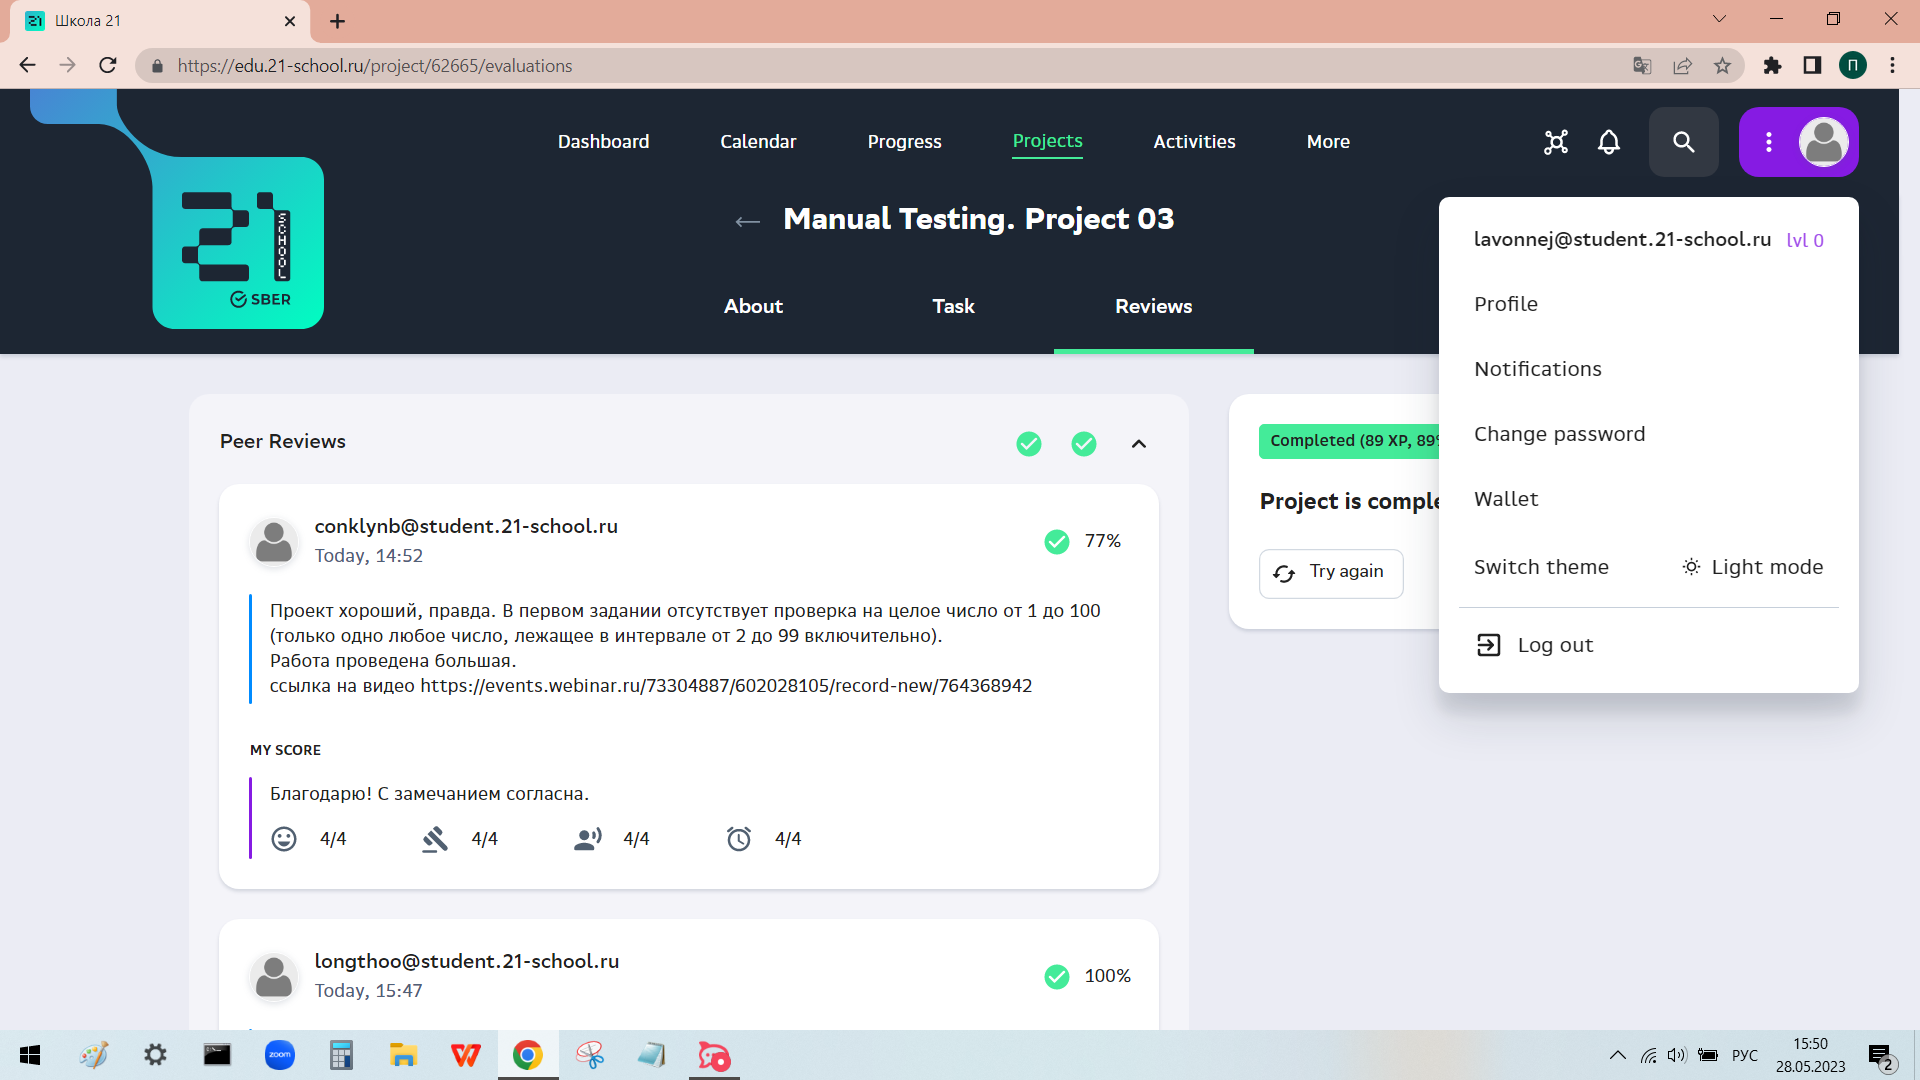 Школа 21
https://edu.21-school.ru/project/62665/evaluations
П
Dashboard
Calendar
Progress
Projects
Activities
More
21 SCHOOL
SBER
Manual Testing. Project 03
About
Task
Reviews
lavonnej@student.21-school.ru lvl 0
Profile
Notifications
Change password
Wallet
Switch theme Light mode
Log out
Peer Reviews
conklynb@student.21-school.ru
Today, 14:52
77%
Проект хороший, правда. В первом задании отсутствует проверка на целое число от 1 до 100
(только одно любое число, лежащее в интервале от 2 до 99 включительно).
Работа проведена большая.
ссылка на видео https://events.webinar.ru/73304887/602028105/record-new/764368942
MY SCORE
Благодарю! С замечанием согласна.
4/4 4/4 4/4 4/4
longthoo@student.21-school.ru
Today, 15:47
100%
Completed (89 XP, 89%
Project is comple
Try again
zoom
РУС
15:50
28.05.2023
2